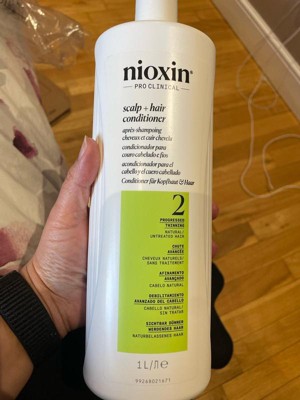 nioxin®
PRO CLINICAL
scalp + hair
conditioner
après-shampoing
cheveux et cuir chevelu
condicionador para
couro cabeludo e fios
acondicionador para el
cabello y el cuero cabelludo
Conditioner für Kopfhaut & Haar
2
PROGRESSED
THINNING
NATURAL/
UNTREATED HAIR
CHUTE
AVANCÉE
CHEVEUX NATURELS/
SANS TRAITEMENT
AFINAMENTO
AVANÇADO
CABELO NATURAL
DEBILITAMIENTO
AVANZADO DEL CABELLO
CABELLO NATURAL/
SIN TRATAR
SICHTBAR DÜNNER
WERDENDES HAAR
NATURBELASSENES HAAR
1 L/